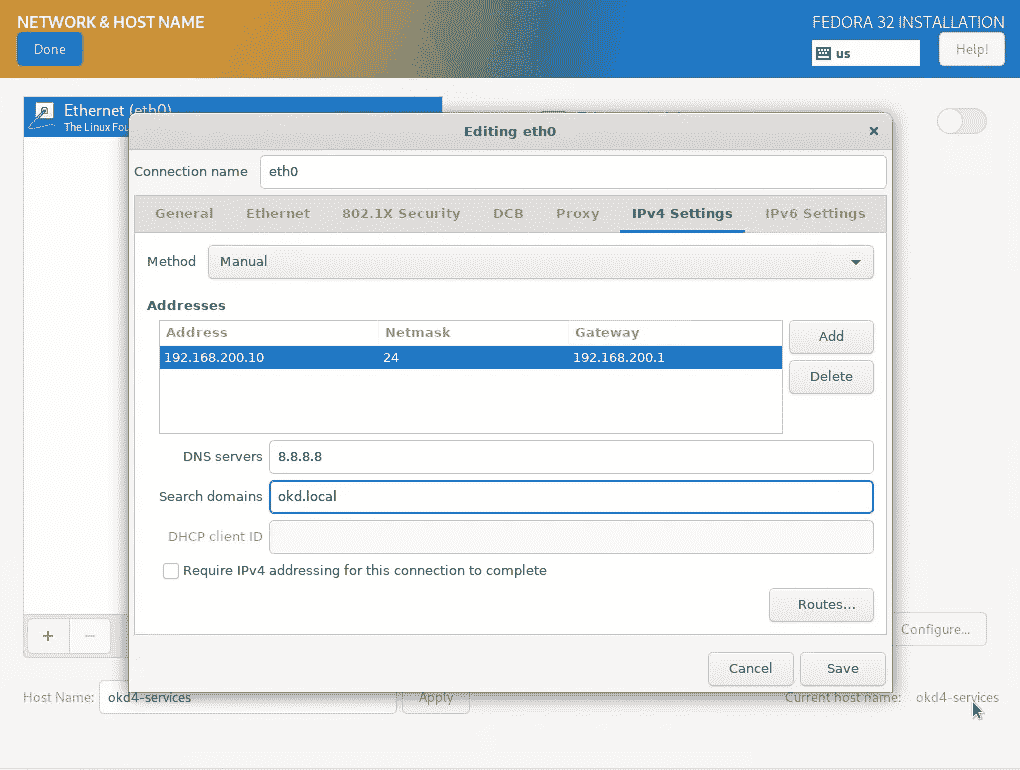 NETWORK & HOST NAME
FEDORA 32 INSTALLATION
Done
us
Help!
Ethernet (eth0)
The Linux
Editing eth0
Connection name eth0
General Ethernet 802.1X Security DCB Proxy IPv4 Settings IPv6 Settings
Method Manual
Addresses
Address Netmask Gateway
192.168.200.10 24 192.168.200.1
Add
Delete
DNS servers 8.8.8.8
Search domains okd.local
DHCP client ID
Require IPv4 addressing for this connection to complete
Routes...
+ −
Configure...
Cancel Save
Host Name: okd4-services Apply Current host name: okd4-services